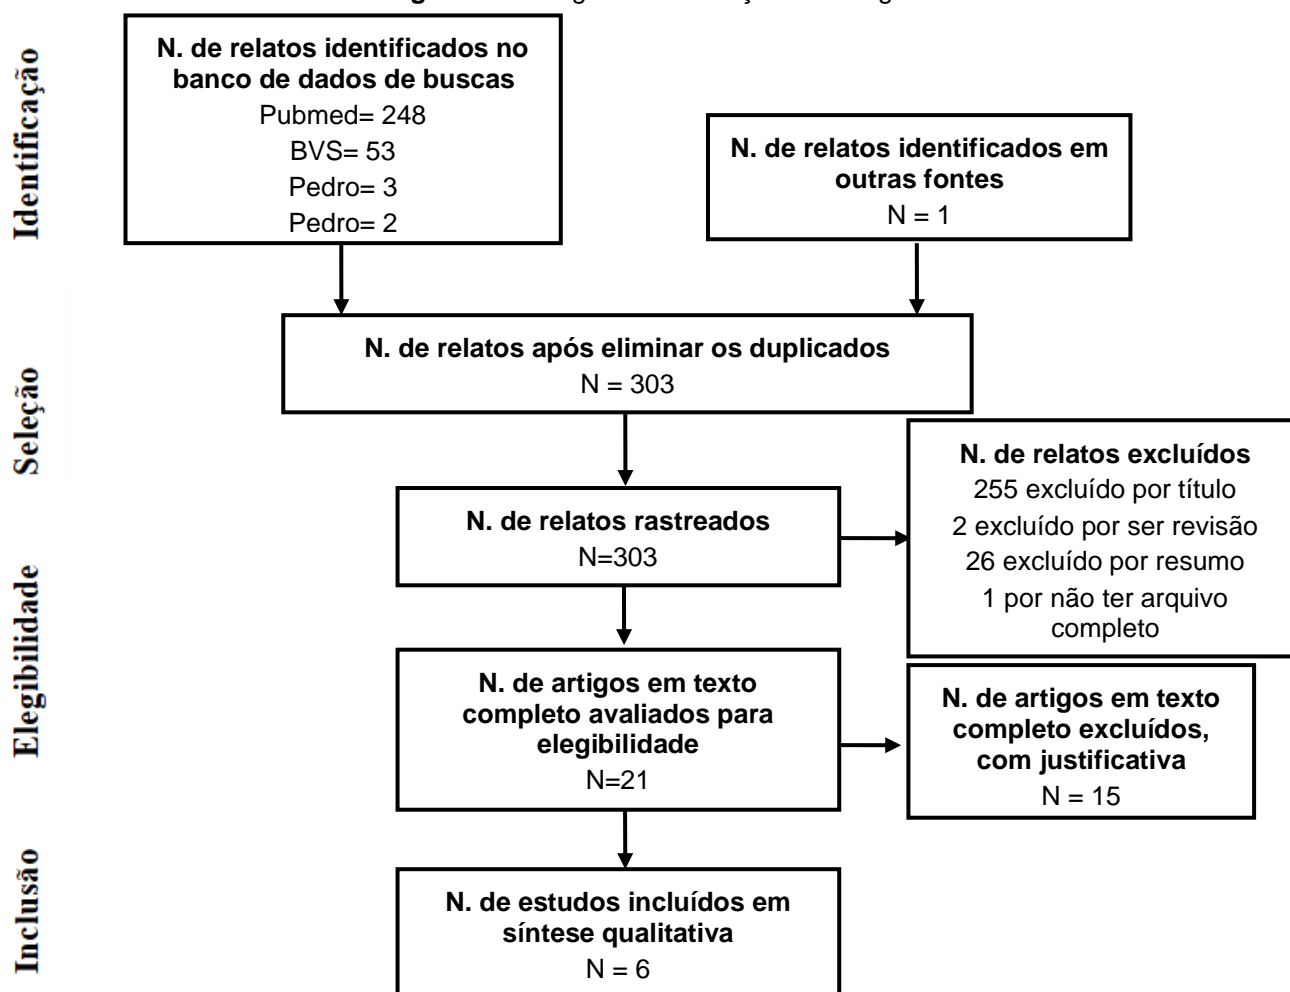 Identificação
N. de relatos identificados no
banco de dados de buscas
Pubmed= 248
BVS= 53
Pedro= 3
Pedro= 2
N. de relatos identificados em
outras fontes
N = 1
N. de relatos após eliminar os duplicados
N = 303
Seleção
N. de relatos rastreados
N=303
N. de relatos excluídos
255 excluído por título
2 excluído por ser revisão
26 excluído por resumo
1 por não ter arquivo
completo
Elegibilidade
N. de artigos em texto
completo avaliados para
elegibilidade
N=21
N. de artigos em texto
completo excluídos,
com justificativa
N = 15
Inclusão
N. de estudos incluídos em
síntese qualitativa
N = 6